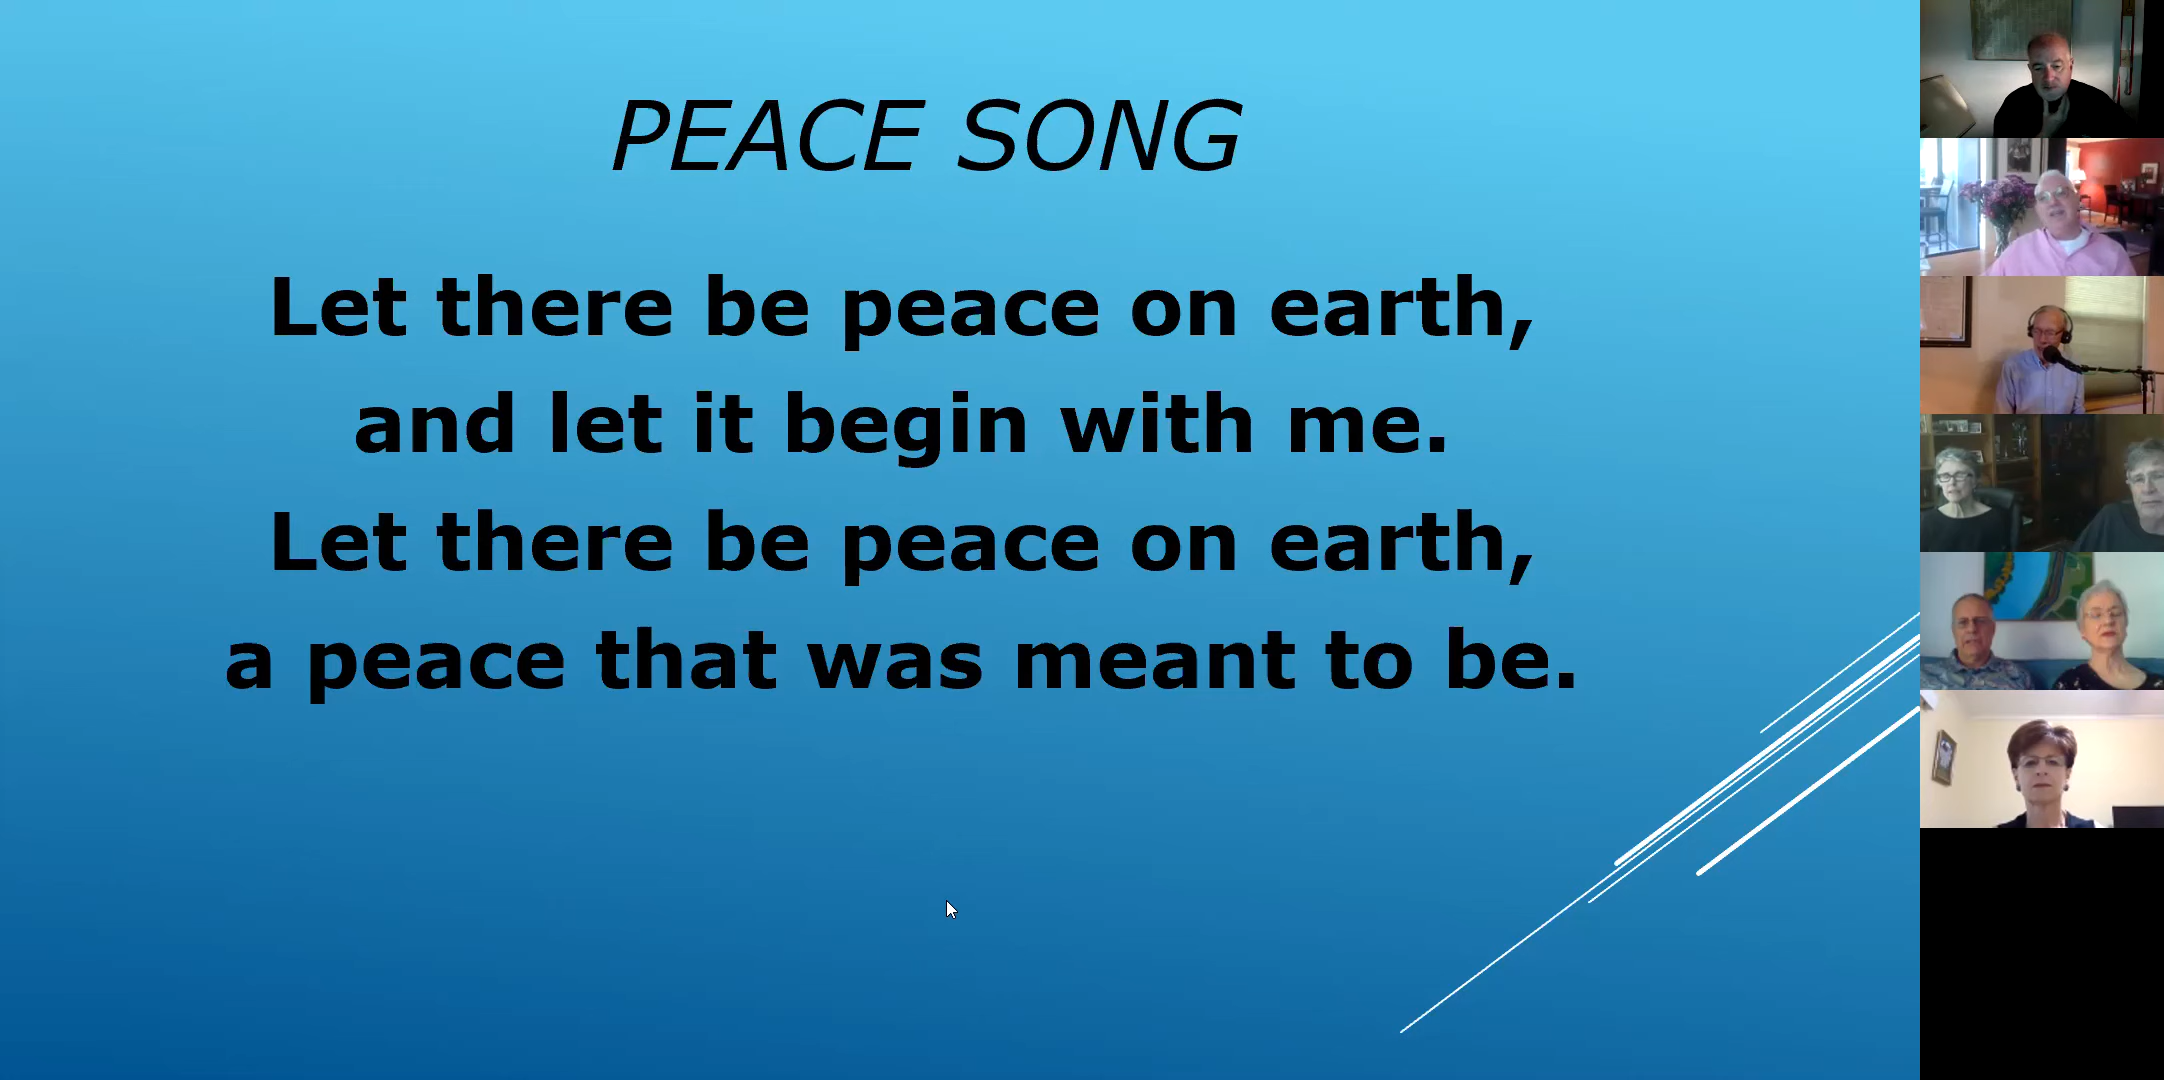 PEACE SONG
Let there be peace on earth,
and let it begin with me.
Let there be peace on earth,
a peace that was meant to be.